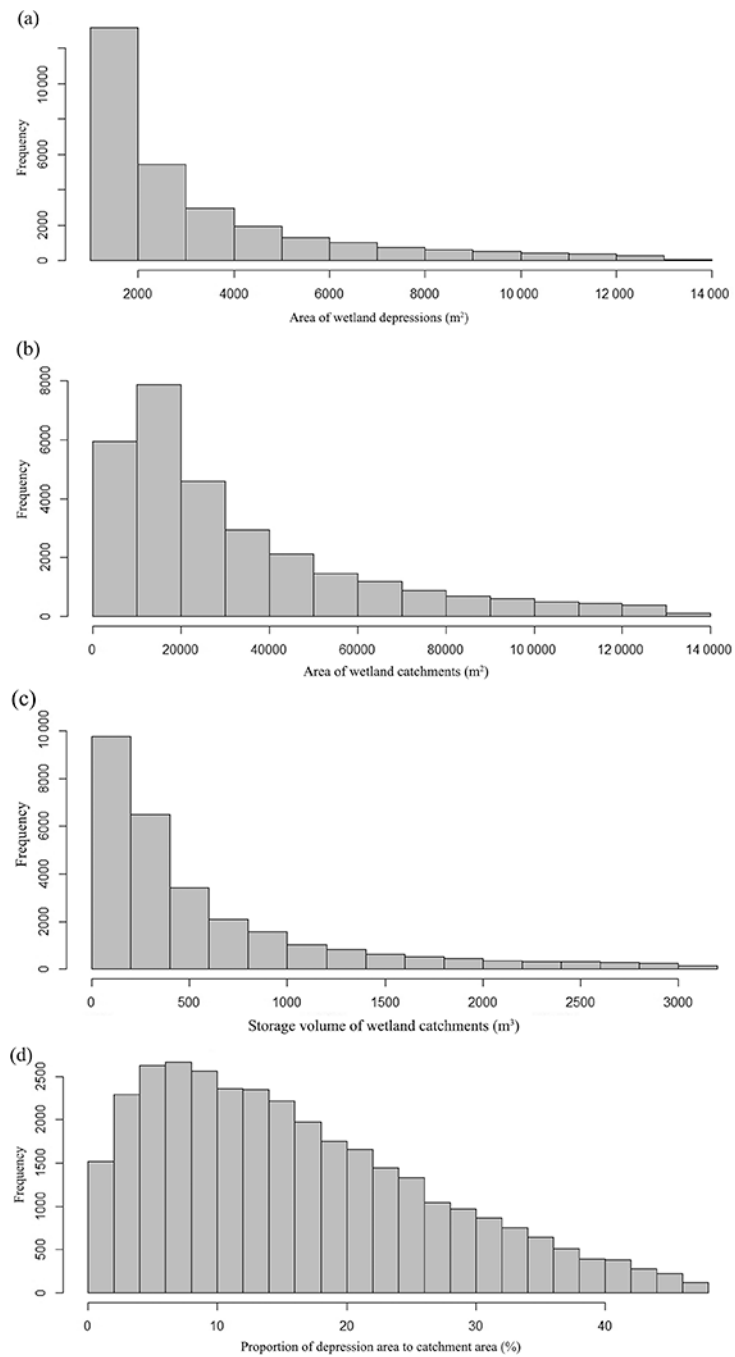 (a)
10 000
6000
2000
0
Frequency
2000 4000 6000 8000 10 000 12 000 14 000
Area of wetland depressions (m²)
(b)
8000
6000
4000
2000
0
Frequency
0 20000 40000 60000 80000 10 0000 12 0000 14 0000
Area of wetland catchments (m²)
(c)
10 000
8000
6000
4000
2000
0
Frequency
0 500 1000 1500 2000 2500 3000
Storage volume of wetland catchments (m³)
(d)
2500
2000
1500
1000
500
0
Frequency
0 10 20 30 40
Proportion of depression area to catchment area (%)